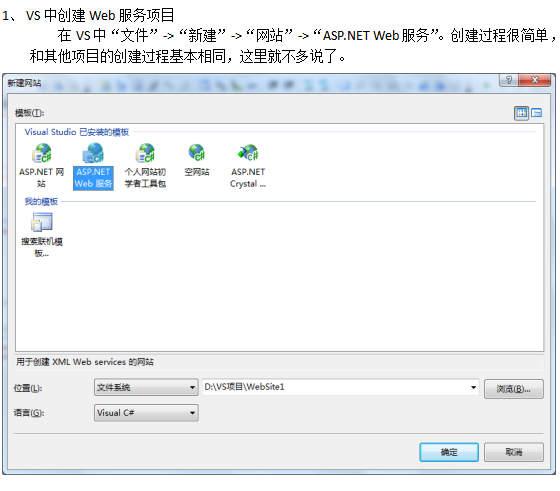 1、 VS 中创建 Web 服务项目
在 VS 中“文件”->“新建”->“网站”->“ASP.NET Web 服务”。创建过程很简单，
和其他项目的创建过程基本相同，这里就不多说了。
新建网站
模板(T):
Visual Studio 已安装的模板
ASP.NET 网站
ASP.NET Web 服务
个人网站初学者工具包
空网站
ASP.NET Crystal ...
我的模板
搜索联机模板...
用于创建 XML Web services 的网站
位置(L):
文件系统
D:\VS项目\WebSite1
浏览(B)...
语言(G):
Visual C#
确定
取消